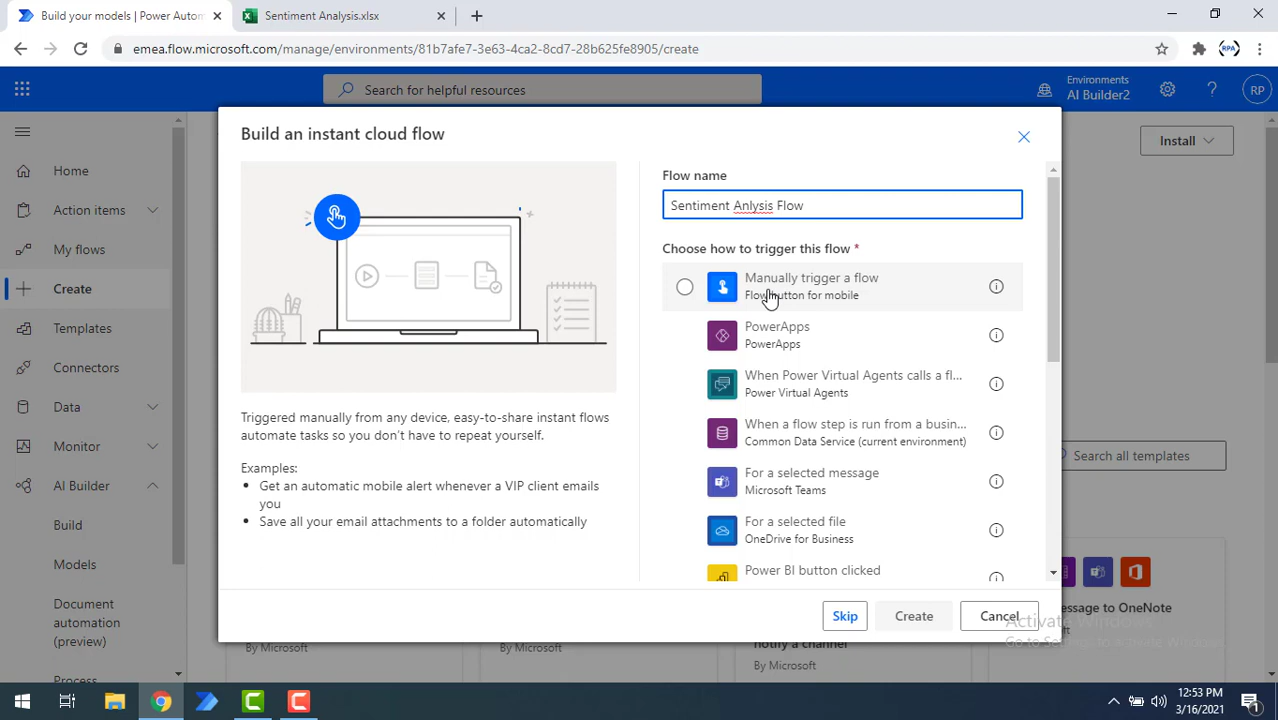 Build your models | Power Autom
Sentiment Analysis.xlsx
emea.flow.microsoft.com/manage/environments/81b7afe7-3e63-4ca2-8cd7-28b625fe8905/create
RPA
Search for helpful resources
Environments
AI Builder2
RP
Home
Action items
My flows
Create
Templates
Connectors
Data
Monitor
AI Builder
Build
Models
Document
automation
(preview)
Process
Install
Search all templates
Build an instant cloud flow
Triggered manually from any device, easy-to-share instant flows
automate tasks so you don't have to repeat yourself.
Examples:
Get an automatic mobile alert whenever a VIP client emails
you
Save all your email attachments to a folder automatically
Flow name
Sentiment Anlysis Flow
Choose how to trigger this flow *
Manually trigger a flow
Flow button for mobile
PowerApps
PowerApps
When Power Virtual Agents calls a fl...
Power Virtual Agents
When a flow step is run from a busin...
Common Data Service (current environment)
For a selected message
Microsoft Teams
For a selected file
OneDrive for Business
Power BI button clicked
Skip
Create
Cancel
essage to OneNote
ft
notify a channel
By Microsoft
By Microsoft
By Microsoft
Activate Windows
Go to Settings to activate Windows.
12:53 PM
3/16/2021
1